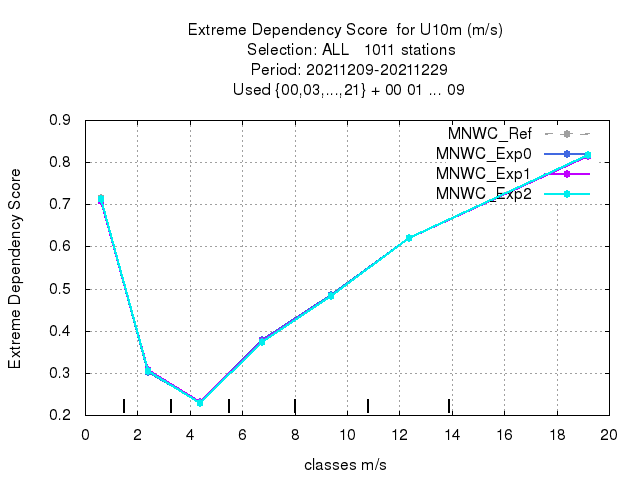 Extreme Dependency Score  for U10m (m/s)
Selection: ALL   1011 stations
Period: 20211209-20211229
Used {00,03,...,21} + 00 01 ... 09
MNWC_Ref
MNWC_Exp0
MNWC_Exp1
MNWC_Exp2
Extreme Dependency Score
0.9
0.8
0.7
0.6
0.5
0.4
0.3
0.2
0 2 4 6 8 10 12 14 16 18 20
classes m/s